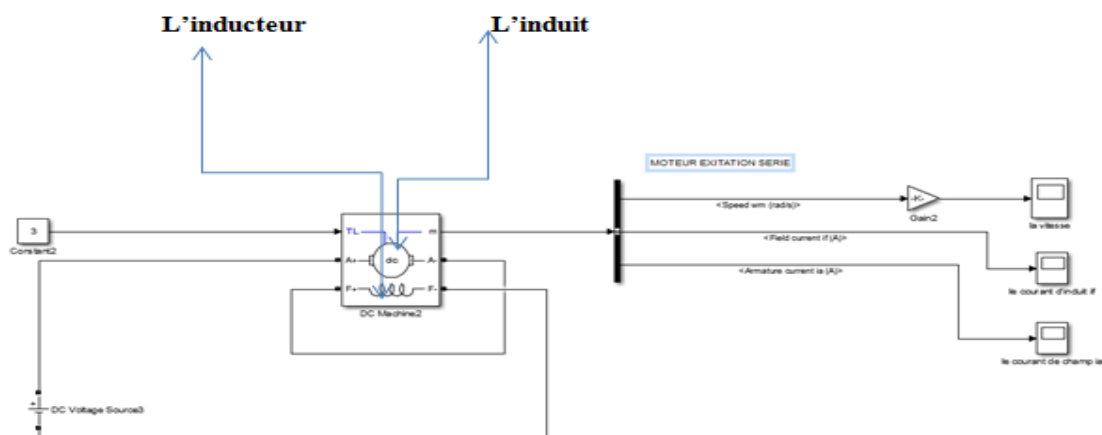 L'inducteur
L'induit
MOTEUR EXITATION SERIE
3
Constant2
TL
m
A+
dc
A-
F+
F-
DC Machine2
<Speed wm (rad/s)>
-K-
Gain2
la vitesse
<Field current if (A)>
le courant d'induit if
<Armature current ia (A)>
le courant de champ ia
+
DC Voltage Source3